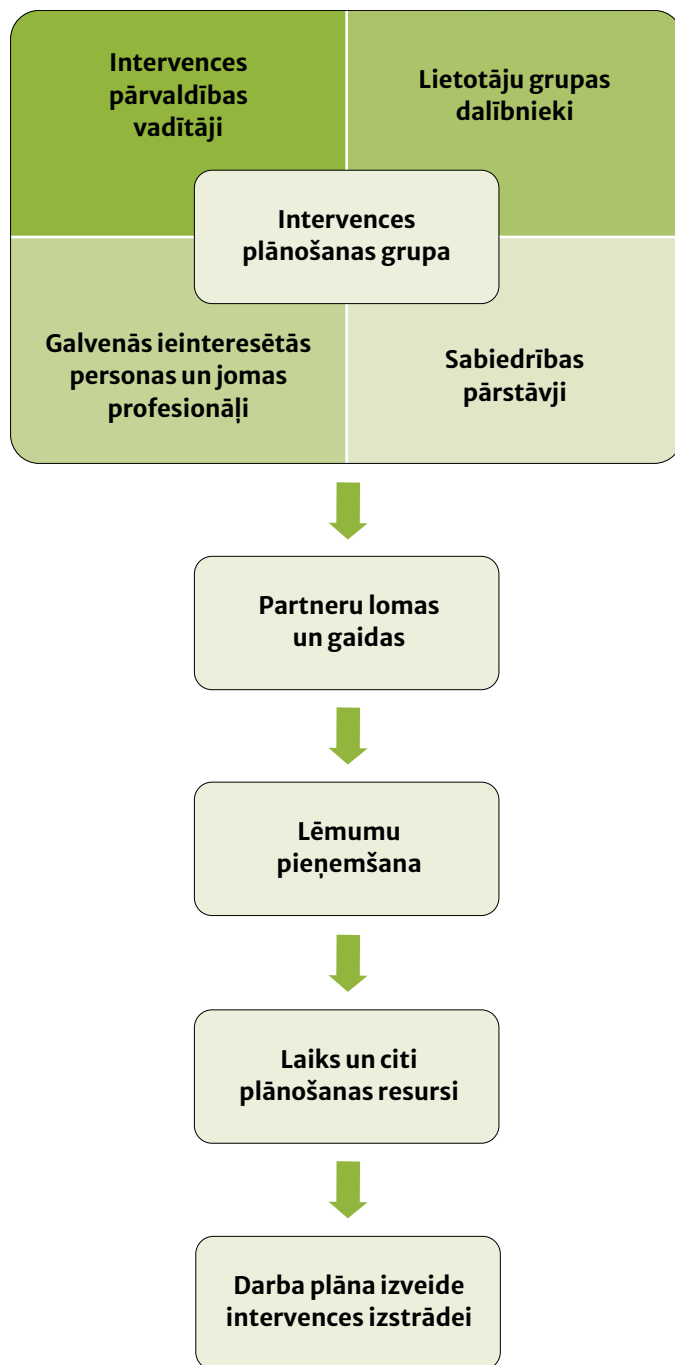 Intervences
pārvaldības
vadītāji
Lietotāju grupas
dalībnieki
Intervences
plānošanas grupa
Galvenās ieinteresētās
personas un jomas
profesionāļi
Sabiedrības
pārstāvji
Partneru lomas
un gaidas
Lēmumu
pieņemšana
Laiks un citi
plānošanas resursi
Darba plāna izveide
intervences izstrādei